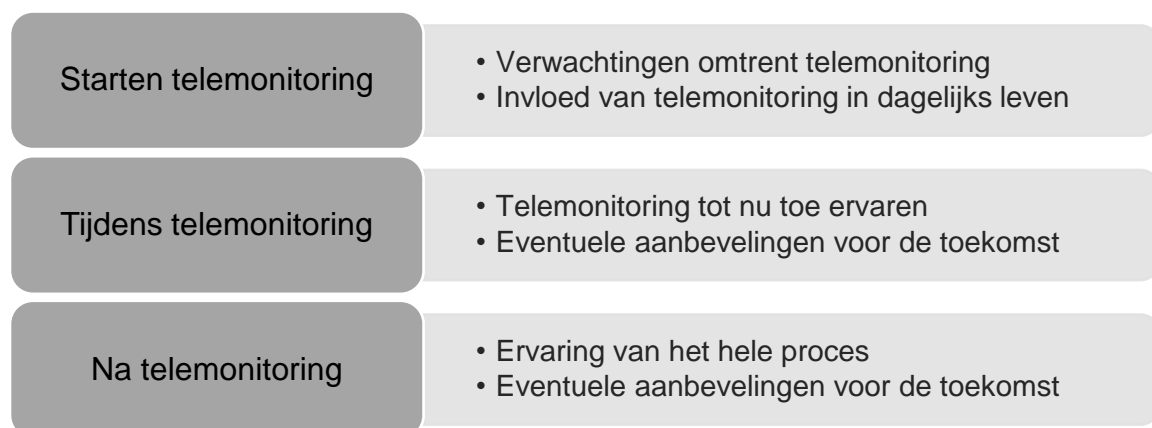 Starten telemonitoring
• Verwachtingen omtrent telemonitoring
• Invloed van telemonitoring in dagelijks leven
Tijdens telemonitoring
• Telemonitoring tot nu toe ervaren
• Eventuele aanbevelingen voor de toekomst
Na telemonitoring
• Ervaring van het hele proces
• Eventuele aanbevelingen voor de toekomst